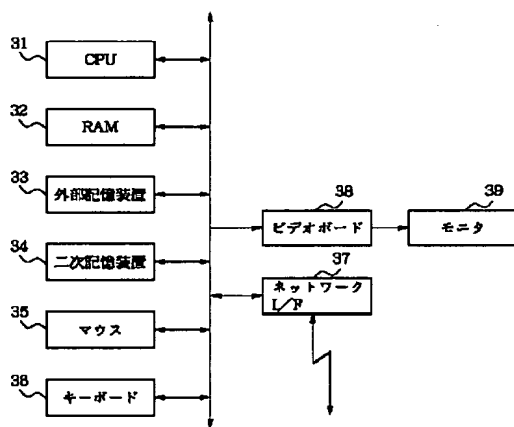 31
CPU
32
RAM
33
外部記憶装置
34
二次記憶装置
35
マウス
36
キーボード
38
ビデオボード
39
モニタ
37
ネットワーク
I/F